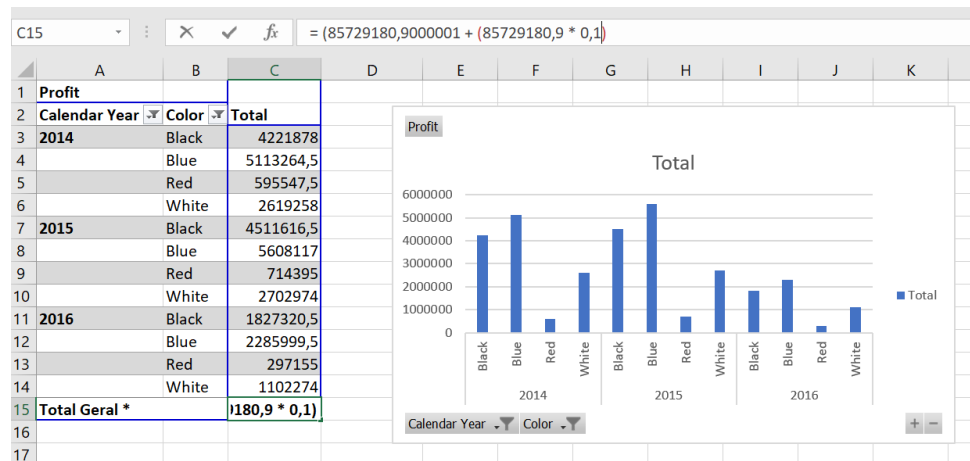 C15 fx = (85729180,9000001 + (85729180,9 * 0,1)
A B C D E F G H I J K
1 Profit
2 Calendar Year Color Total
3 2014 Black 4221878
4 Blue 5113264,5
5 Red 595547,5
6 White 2619258
7 2015 Black 4511616,5
8 Blue 5608117
9 Red 714395
10 White 2702974
11 2016 Black 1827320,5
12 Blue 2285999,5
13 Red 297155
14 White 1102274
15 Total Geral * 180,9 * 0,1)
16
17
Profit
Total
6000000
5000000
4000000
3000000
2000000
1000000
0
Black Blue Red White Black Blue Red White Black Blue Red White
2014 2015 2016
Total
Calendar Year Color + −